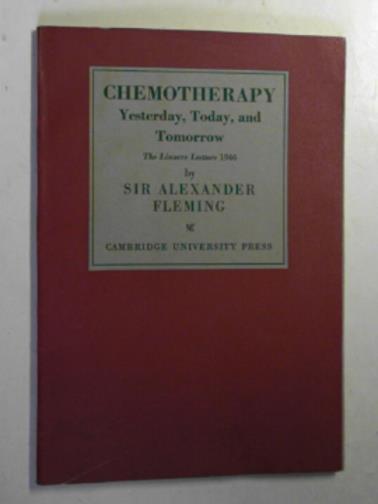 CHEMOTHERAPY
Yesterday, Today, and
Tomorrow
The Linacre Lecture 1946
by
SIR ALEXANDER
FLEMING
CAMBRIDGE UNIVERSITY PRESS